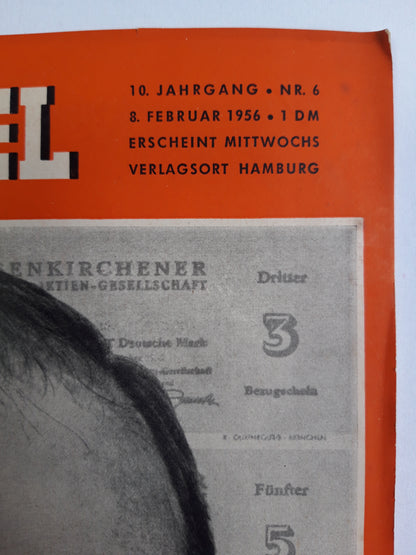 EL
10. JAHRGANG • NR. 6
8. FEBRUAR 1956 • 1 DM
ERSCHEINT MITTWOCHS
VERLAGSORT HAMBURG
ENKIRCHENER
AKTIEN-GESELLSCHAFT
Dritter
3
Deutsche Mark
Bezugschein
MÜNCHEN
Fünfter
5